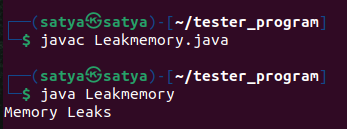 ┌──(satya㉿satya)-[~/tester_program]
└─$ javac Leakmemory.java
┌──(satya㉿satya)-[~/tester_program]
└─$ java Leakmemory
Memory Leaks